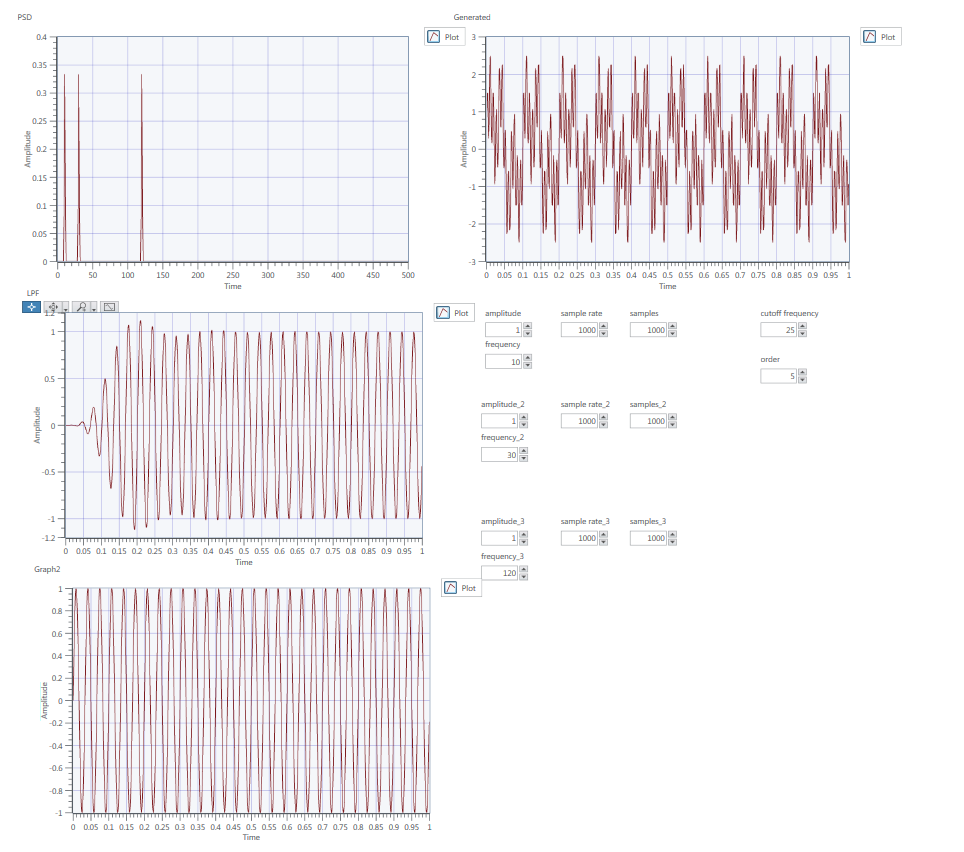 PSD
Plot
0.4
0.35
0.3
0.25
0.2
0.15
0.1
0.05
0
Amplitude
0 50 100 150 200 250 300 350 400 450 500
Time
Generated
Plot
3
2
1
0
-1
-2
-3
Amplitude
0 0.05 0.1 0.15 0.2 0.25 0.3 0.35 0.4 0.45 0.5 0.55 0.6 0.65 0.7 0.75 0.8 0.85 0.9 0.95 1
Time
LPF
Plot
1.2
1
0.5
0
-0.5
-1
-1.2
Amplitude
0 0.05 0.1 0.15 0.2 0.25 0.3 0.35 0.4 0.45 0.5 0.55 0.6 0.65 0.7 0.75 0.8 0.85 0.9 0.95 1
Time
amplitude sample rate samples cutoff frequency
1 1000 1000 25
frequency
10
order
5
amplitude_2 sample rate_2 samples_2
1 1000 1000
frequency_2
30
amplitude_3 sample rate_3 samples_3
1 1000 1000
frequency_3
120
Graph2
Plot
1
0.8
0.6
0.4
0.2
0
-0.2
-0.4
-0.6
-0.8
-1
Amplitude
0 0.05 0.1 0.15 0.2 0.25 0.3 0.35 0.4 0.45 0.5 0.55 0.6 0.65 0.7 0.75 0.8 0.85 0.9 0.95 1
Time